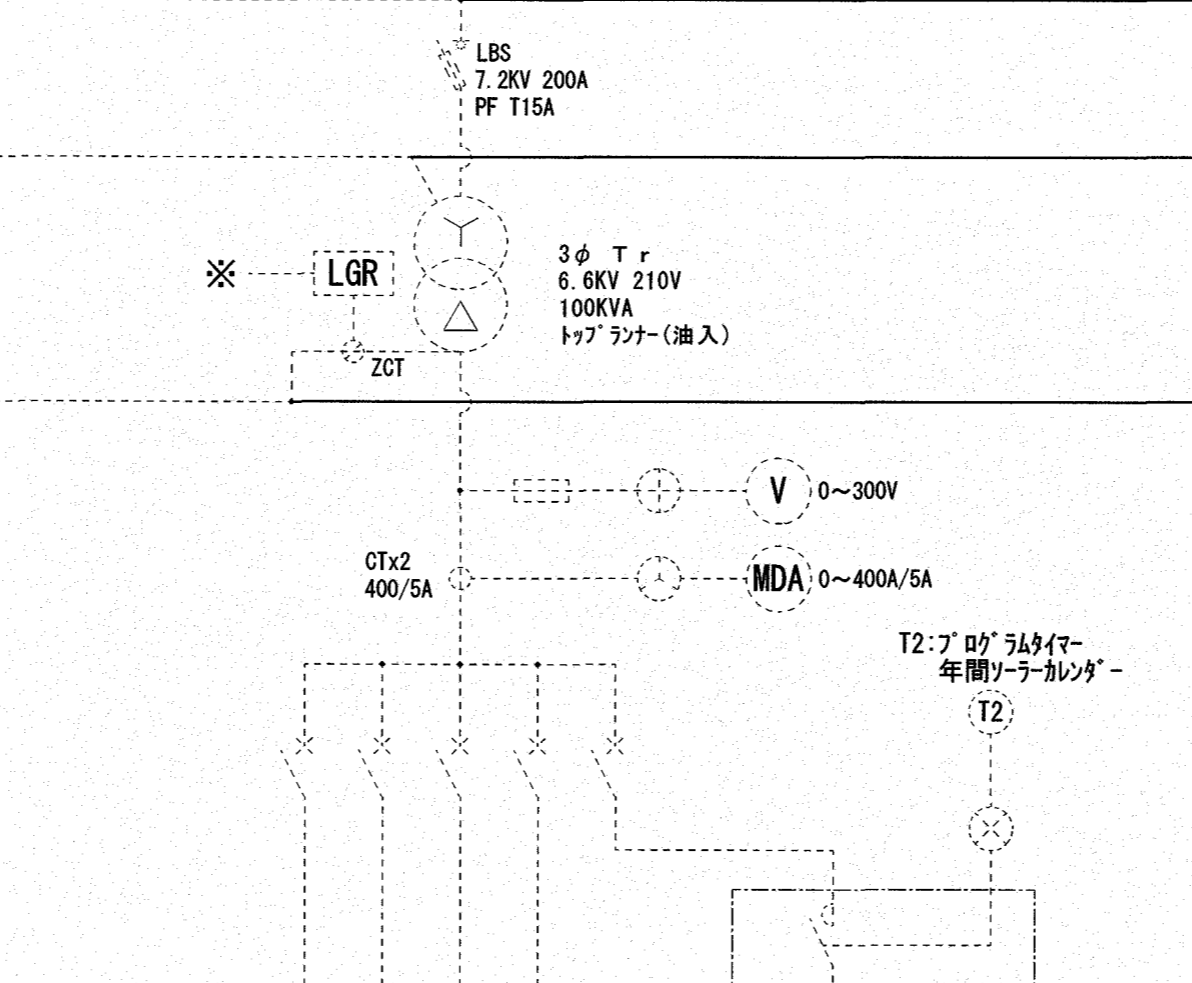 LBS
7.2KV 200A
PF T15A
3φ Tr
6.6KV 210V
100KVA
トップランナー(油入)
※
LGR
ZCT
V
0~300V
CTx2
400/5A
MDA
0~400A/5A
T2:プログラムタイマー
年間ソーラーカレンダー
T2